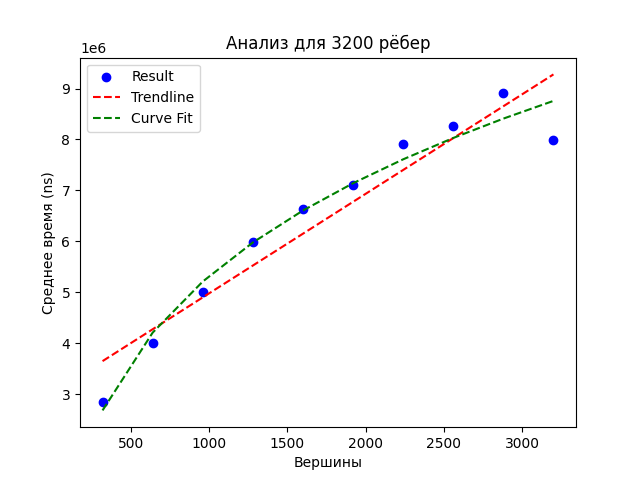 Анализ для 3200 рёбер
1e6
Result
Trendline
Curve Fit
9
8
7
6
5
4
3
Среднее время (ns)
500
1000
1500
2000
2500
3000
Вершины